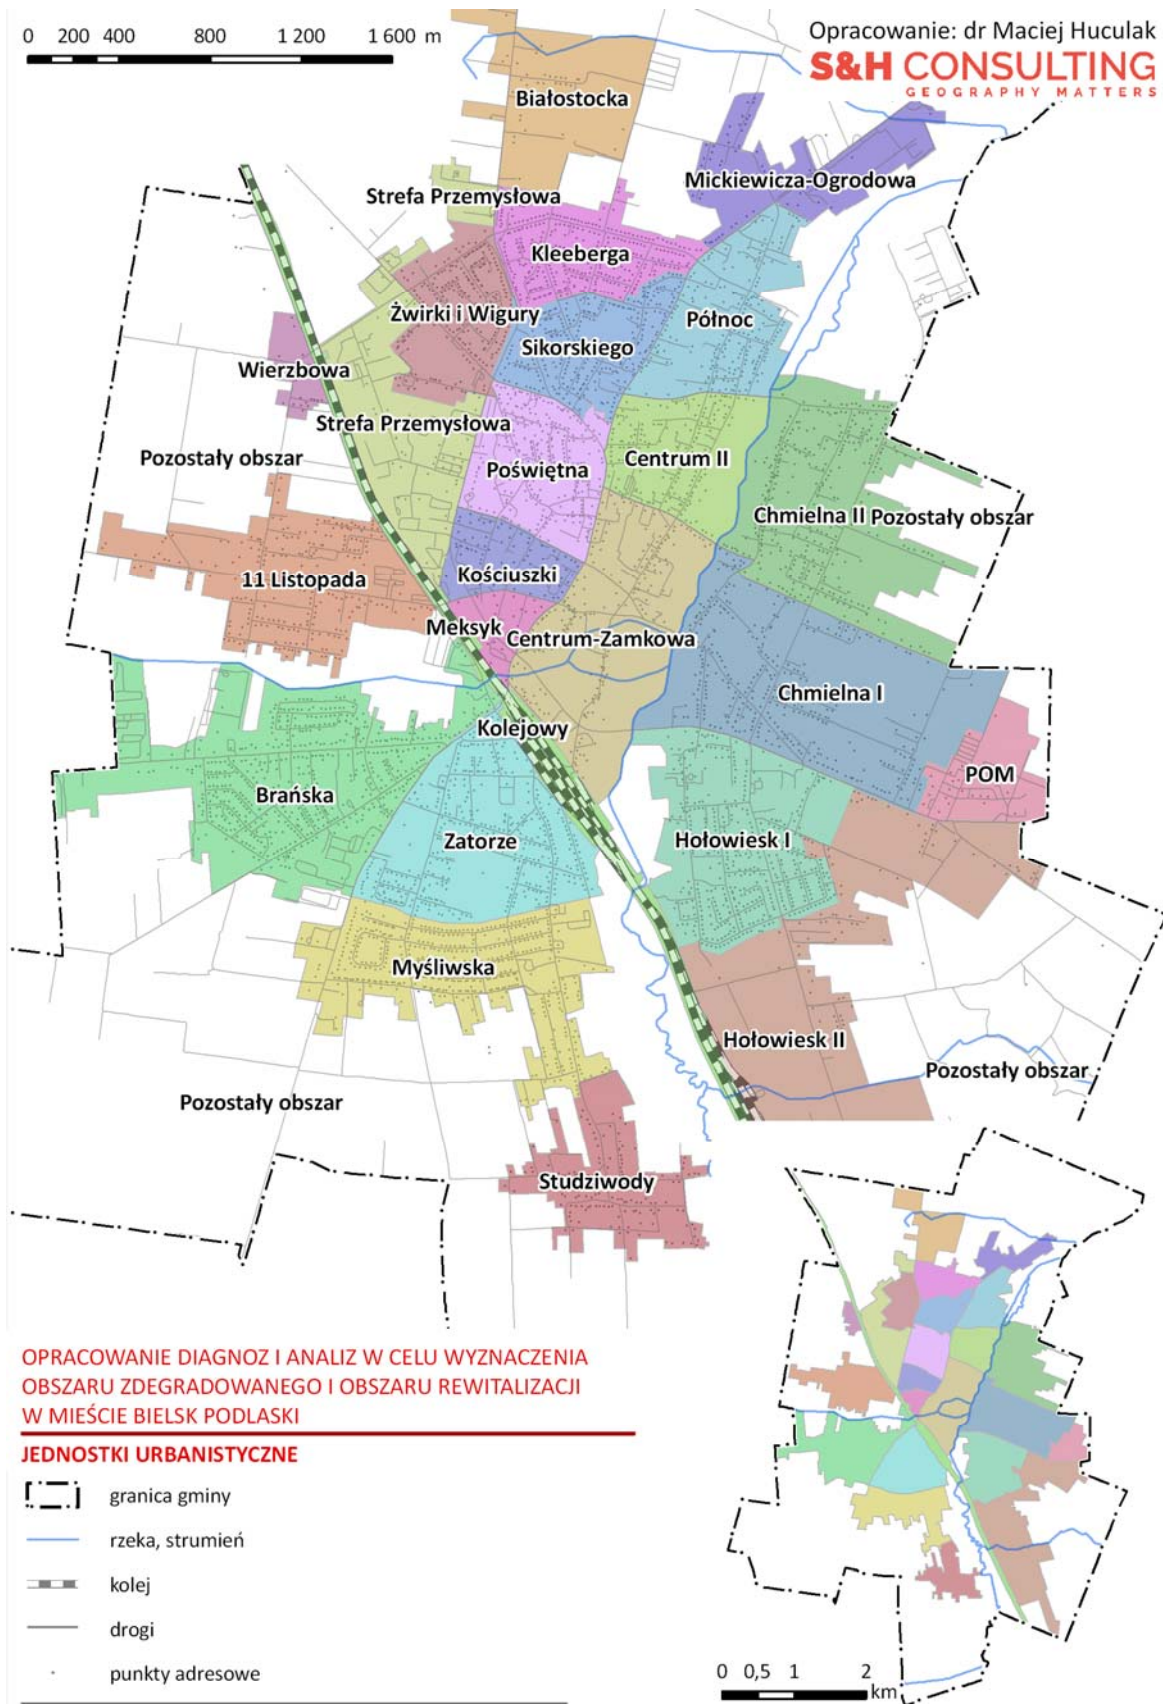 0 200 400 800 1 200 1 600 m
Opracowanie: dr Maciej Huculak
S&H CONSULTING
GEOGRAPHY MATTERS
Białostocka
Mickiewicza-Ogrodowa
Strefa Przemysłowa
Kleeberga
Żwirki i Wigury
Północ
Sikorskiego
Wierzbowa
Strefa Przemysłowa
Pozostały obszar
Poświętna
Centrum II
Chmielna II
Pozostały obszar
11 Listopada
Kościuszki
Meksyk
Centrum-Zamkowa
Chmielna I
Kolejowy
POM
Brańska
Zatorze
Hołowiesk I
Myśliwska
Hołowiesk II
Pozostały obszar
Pozostały obszar
Studziwody
OPRACOWANIE DIAGNOZ I ANALIZ W CELU WYZNACZENIA
OBSZARU ZDEGRADOWANEGO I OBSZARU REWITALIZACJI
W MIEŚCIE BIELSK PODLASKI
JEDNOSTKI URBANISTYCZNE
granica gminy
rzeka, strumień
kolej
drogi
punkty adresowe
0 0,5 1 2
km